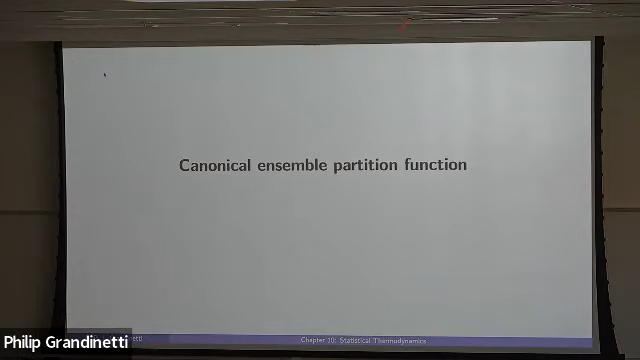 Canonical ensemble partition function
Philip Grandinetti
Chapter 10: Statistical Thermodynamics